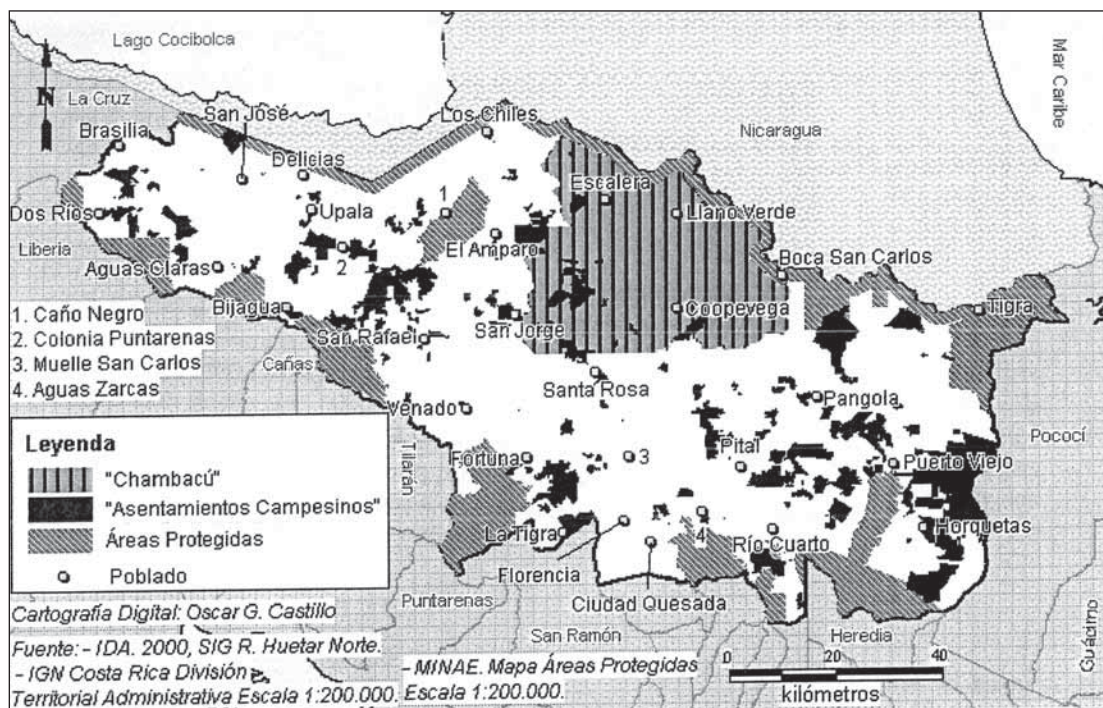 Lago Cocibolca
Mar Caribe
N
La Cruz
San José
Los Chiles
Nicaragua
Brasilia
Delicias
Escalera
Dos Ríos
Upala
1
Llano Verde
Liberia
El Amparo
2
Aguas Claras
Boca San Carlos
Bijagua
Coopevega
Tigra
1. Caño Negro
2. Colonia Puntarenas
3. Muelle San Carlos
4. Aguas Zarcas
San Jorge
San Rafael
Cañas
Santa Rosa
Venado
Pangola
Pococí
Tilarán
Fortuna
3
Pital
Puerto Viejo
Leyenda
"Chambacú"
"Asentamientos Campesinos"
Áreas Protegidas
Poblado
La Tigra
4
Río Cuarto
Horquetas
Florencia
Ciudad Quesada
Puntarenas
San Ramón
Heredia
Guácimo
Cartografía Digital: Oscar G. Castillo
Fuente: - IDA. 2000, SIG R. Huetar Norte.
- IGN Costa Rica División
Territorial Administrativa Escala 1:200.000.
- MINAE. Mapa Áreas Protegidas
Escala 1:200.000.
0 20 40
kilómetros